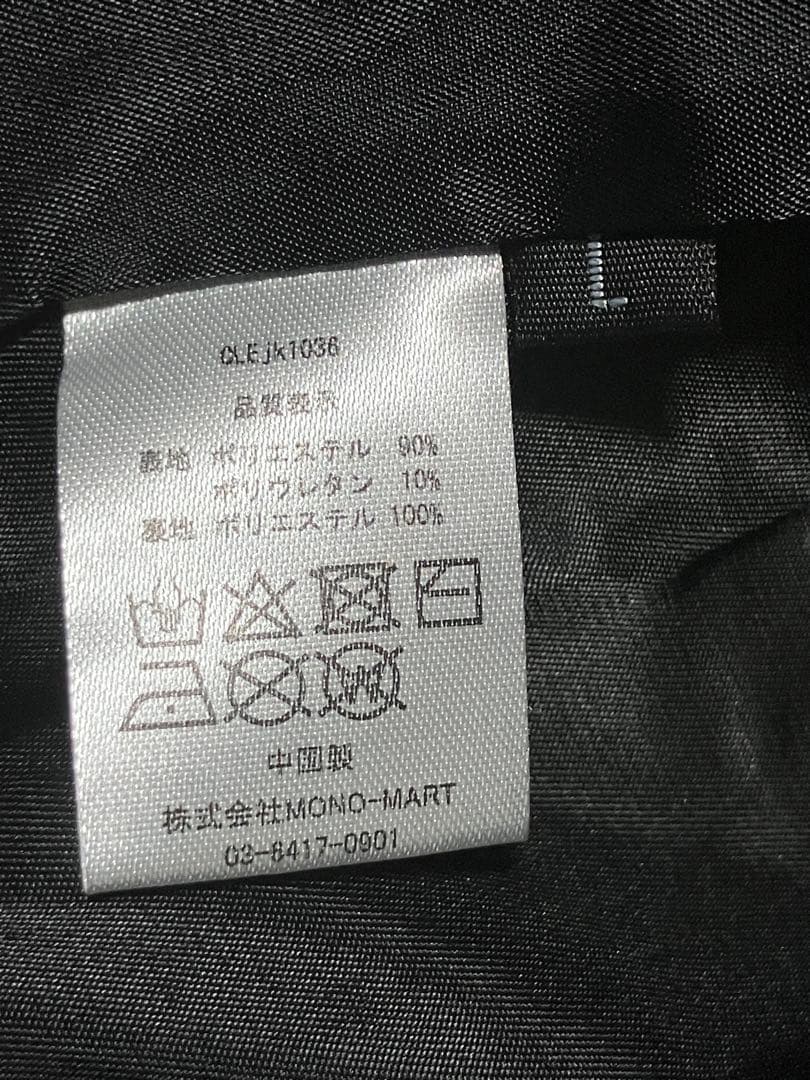 L
CLEjk1036
品質表示
表地 ポリエステル 90%
ポリウレタン 10%
裏地 ポリエステル 100%
中国製
株式会社MONO-MART
03-6417-0901